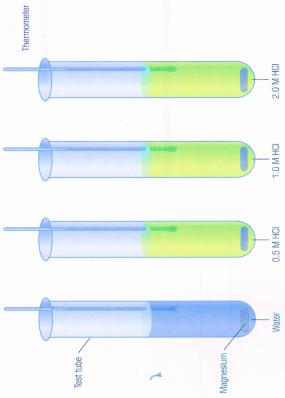 Thermometer
Test tube
Magnesium
Water
0.5 M HCl
1.0 M HCl
2.0 M HCl